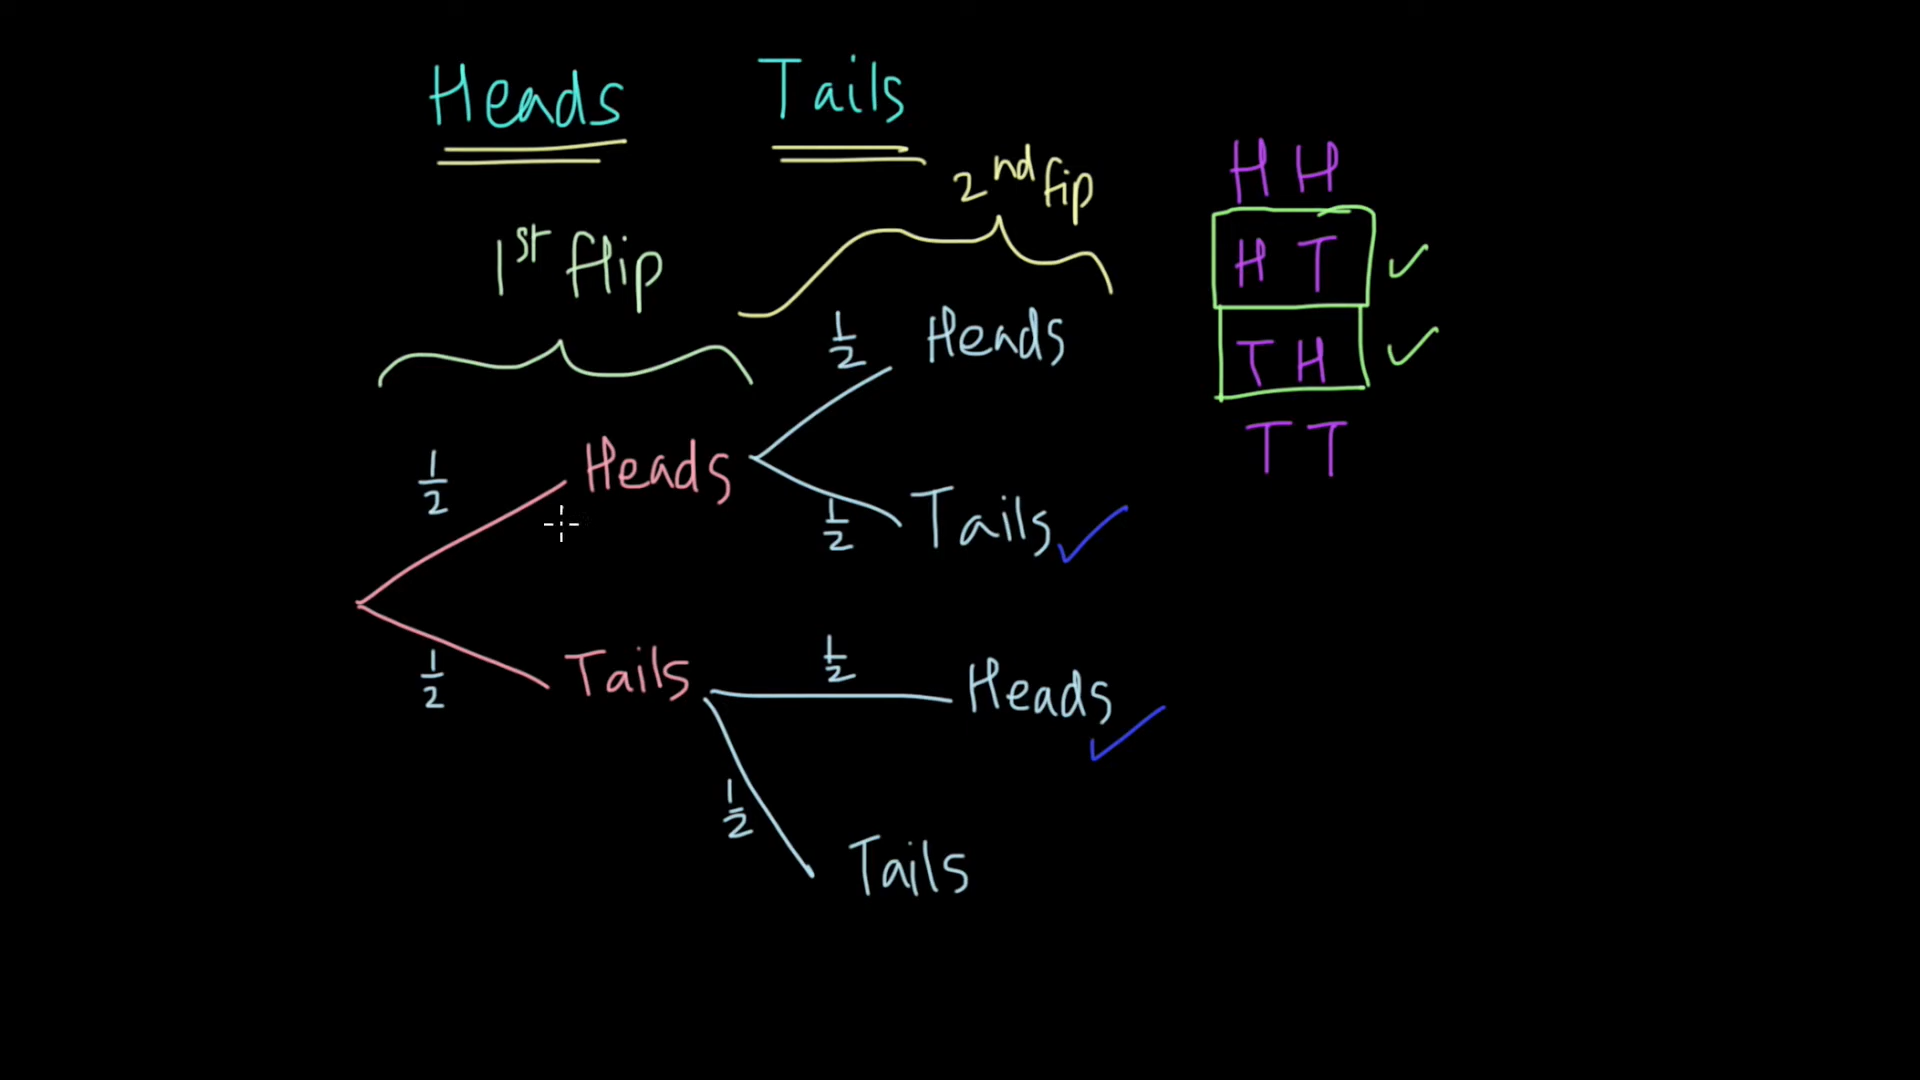 Heads Tails
2nd fip
1st flip
H H
H T
T H
T T
1/2 Heads
1/2 Heads
1/2 Tails
1/2 Tails
1/2 Heads
1/2 Tails